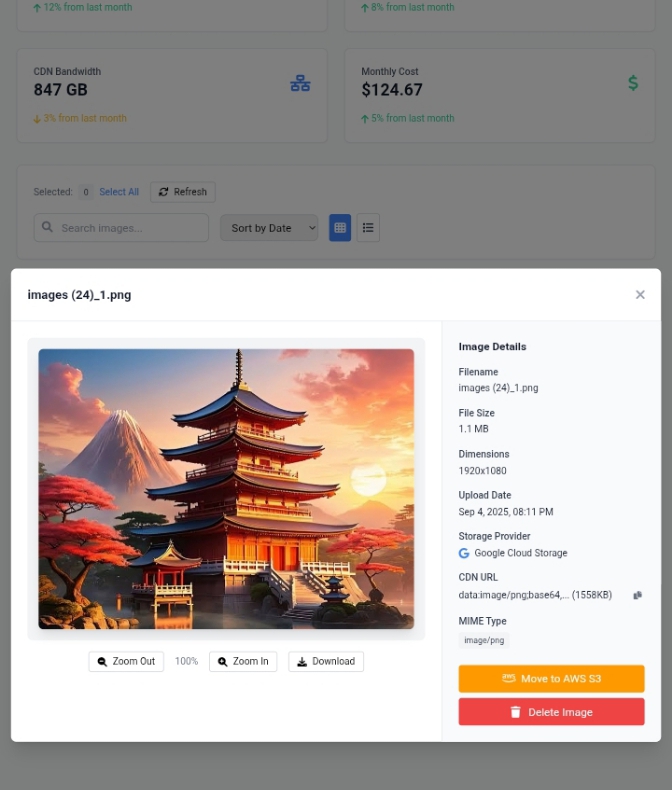 12% from last month
8% from last month
CDN Bandwidth
847 GB
3% from last month
Monthly Cost
$124.67
5% from last month
Selected: 0 Select All Refresh
Search images... Sort by Date
images (24)_1.png
Image Details
Filename
images (24)_1.png
File Size
1.1 MB
Dimensions
1920x1080
Upload Date
Sep 4, 2025, 08:11 PM
Storage Provider
Google Cloud Storage
CDN URL
data:image/png;base64,... (1558KB)
MIME Type
image/png
Zoom Out 100% Zoom In Download
Move to AWS S3
Delete Image